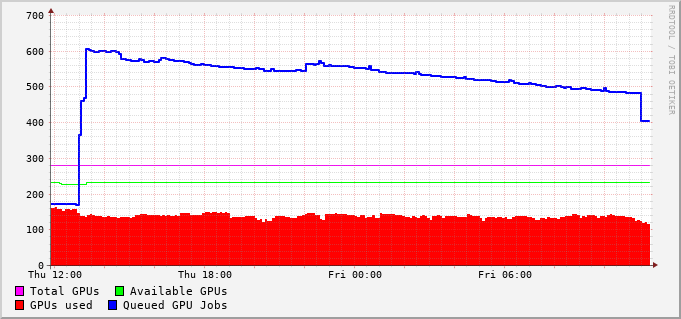 700
600
500
400
300
200
100
0
Thu 12:00 Thu 18:00 Fri 00:00 Fri 06:00
Total GPUs Available GPUs
GPUs used Queued GPU Jobs
RRDTOOL / TOBI OETIKER